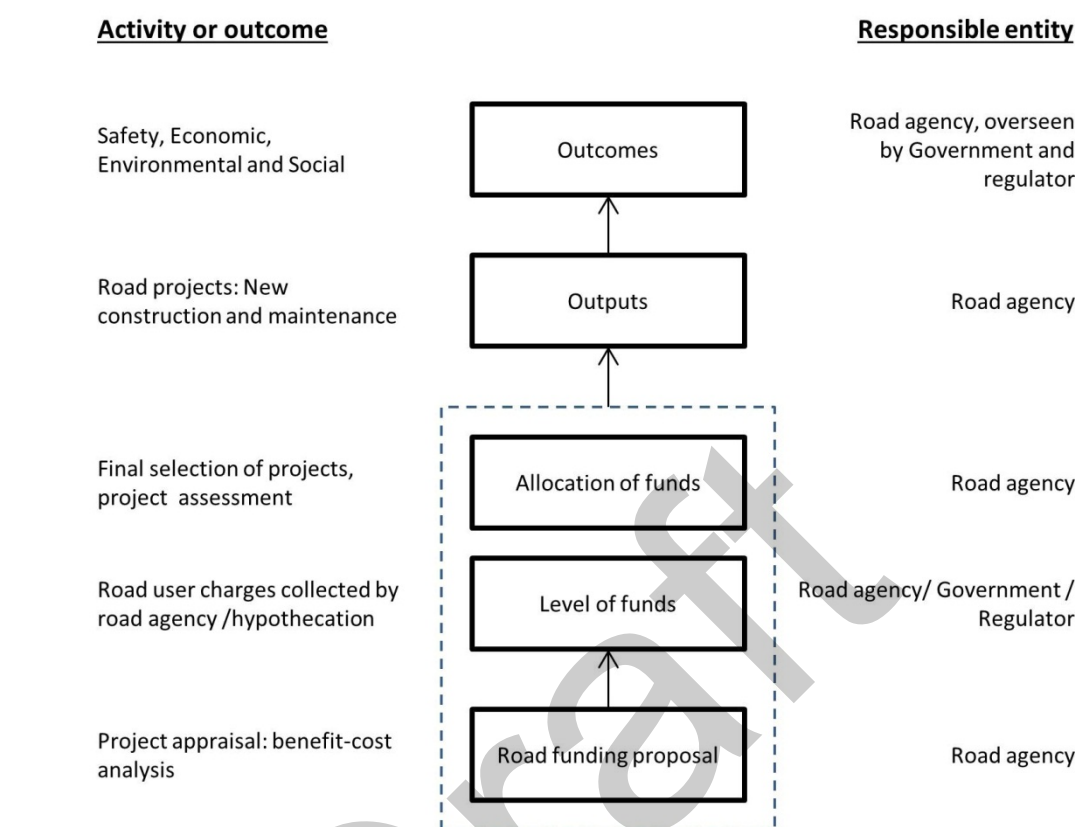 Activity or outcome
Responsible entity
Safety, Economic,
Environmental and Social
Outcomes
Road agency, overseen
by Government and
regulator
Road projects: New
construction and maintenance
Outputs
Road agency
Final selection of projects,
project assessment
Allocation of funds
Road agency
Road user charges collected by
road agency /hypothecation
Level of funds
Road agency/ Government /
Regulator
Project appraisal: benefit-cost
analysis
Road funding proposal
Road agency
Draft